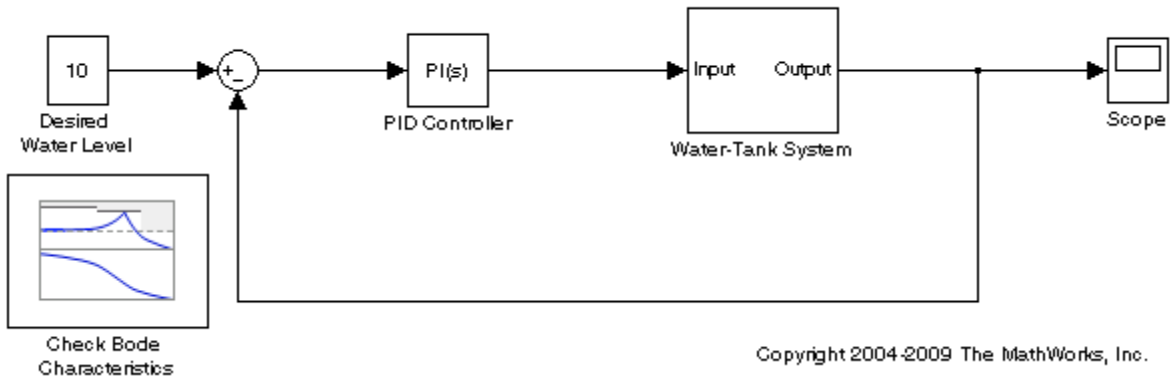 10
Desired
Water Level
+
-
PI(s)
PID Controller
Input Output
Water-Tank System
Scope
Check Bode
Characteristics
Copyright 2004-2009 The MathWorks, Inc.